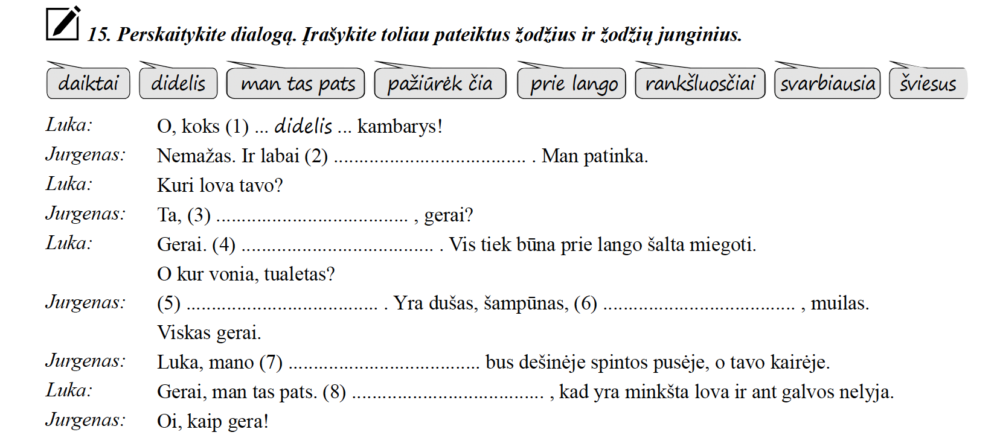 15. Perskaitykite dialogą. Įrašykite toliau pateiktus žodžius ir žodžių junginius.
daiktai didelis man tas pats pažiūrėk čia prie lango rankšluosčiai svarbiausia šviesus
Luka: O, koks (1) ... didelis ... kambarys!
Jurgenas: Nemažas. Ir labai (2) ...................................... . Man patinka.
Luka: Kuri lova tavo?
Jurgenas: Ta, (3) ...................................... , gerai?
Luka: Gerai. (4) ...................................... . Vis tiek būna prie lango šalta miegoti.
O kur vonia, tualetas?
Jurgenas: (5) ...................................... . Yra dušas, šampūnas, (6) ...................................... , muilas.
Viskas gerai.
Jurgenas: Luka, mano (7) ...................................... bus dešinėje spintos pusėje, o tavo kairėje.
Luka: Gerai, man tas pats. (8) ...................................... , kad yra minkšta lova ir ant galvos nelyja.
Jurgenas: Oi, kaip gera!